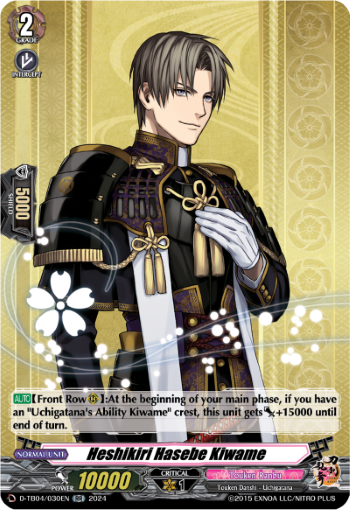 2
GRADE
INTERCEPT
5000
SHIELD
AUTO【Front Row】:At the beginning of your main phase, if you have
an "Uchigatana's Ability Kiwame" crest, this unit gets +15000 until
end of turn.
NORMAL UNIT
Heshikiri Hasebe Kiwame
POWER
10000
CRITICAL
1
Touken Ranbu
Touken Danshi - Uchigatana
D-TB04/030EN
2024
©2015 EXNOA LLC/NITRO PLUS